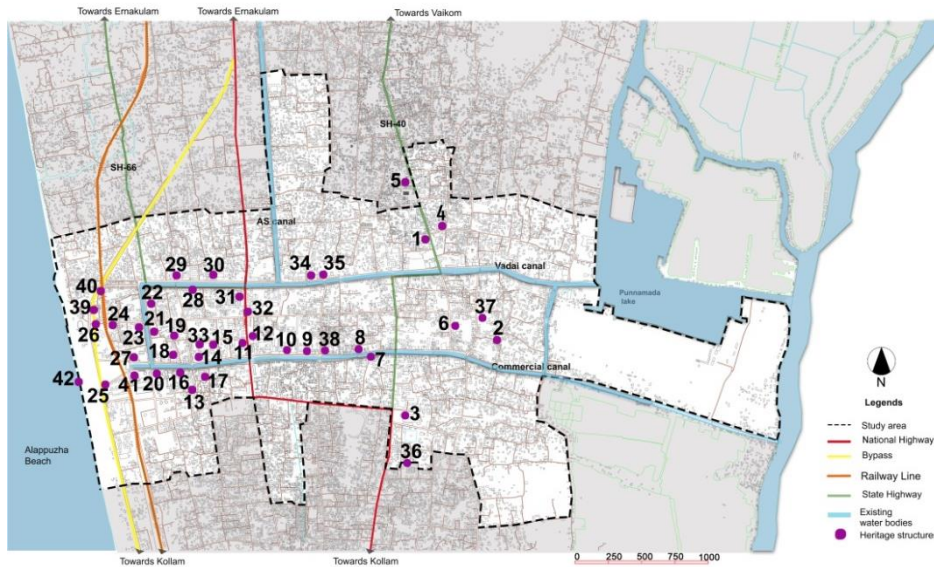 Towards Ernakulam
Towards Ernakulam
Towards Vaikom
SH-40
SH-66
5
4
AS canal
1
29
30
34
35
Vadai canal
40
28
22
31
Punnamada
lake
39
32
37
26
24
23
21
19
33
15
12
6
2
11
10
9
38
8
27
18
14
7
Commercial canal
42
25
41
20
16
17
13
N
3
36
Alappuzha
Beach
Legends
Study area
National Highway
Bypass
Railway Line
State Highway
Existing
water bodies
Heritage structure
Towards Kollam
Towards Kollam
0 250 500 750 1000